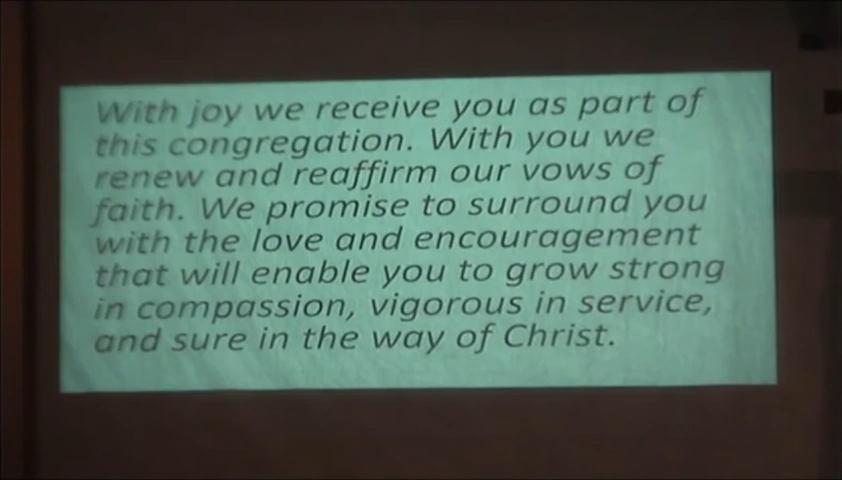 With joy we receive you as part of
this congregation. With you we
renew and reaffirm our vows of
faith. We promise to surround you
with the love and encouragement
that will enable you to grow strong
in compassion, vigorous in service,
and sure in the way of Christ.